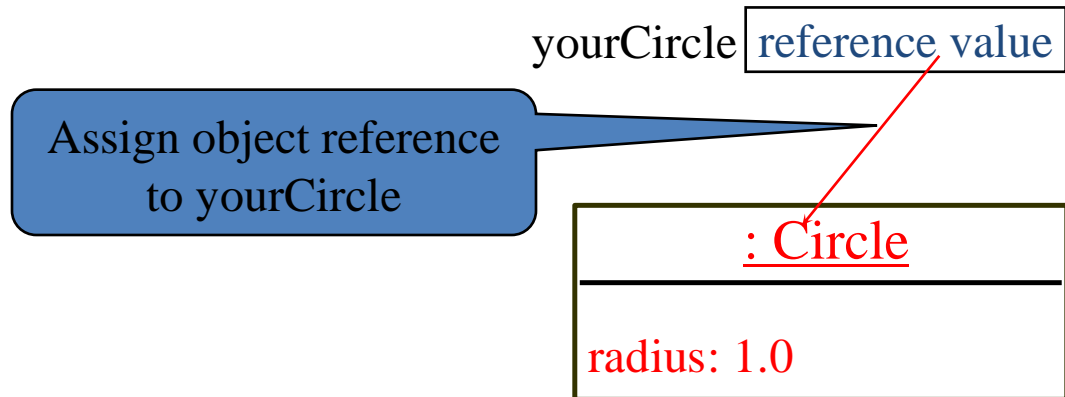 yourCircle reference value
Assign object reference
to yourCircle
: Circle
radius: 1.0